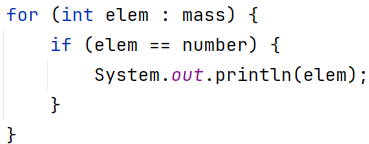 for (int elem : mass) {
    if (elem == number) {
        System.out.println(elem);
    }
}